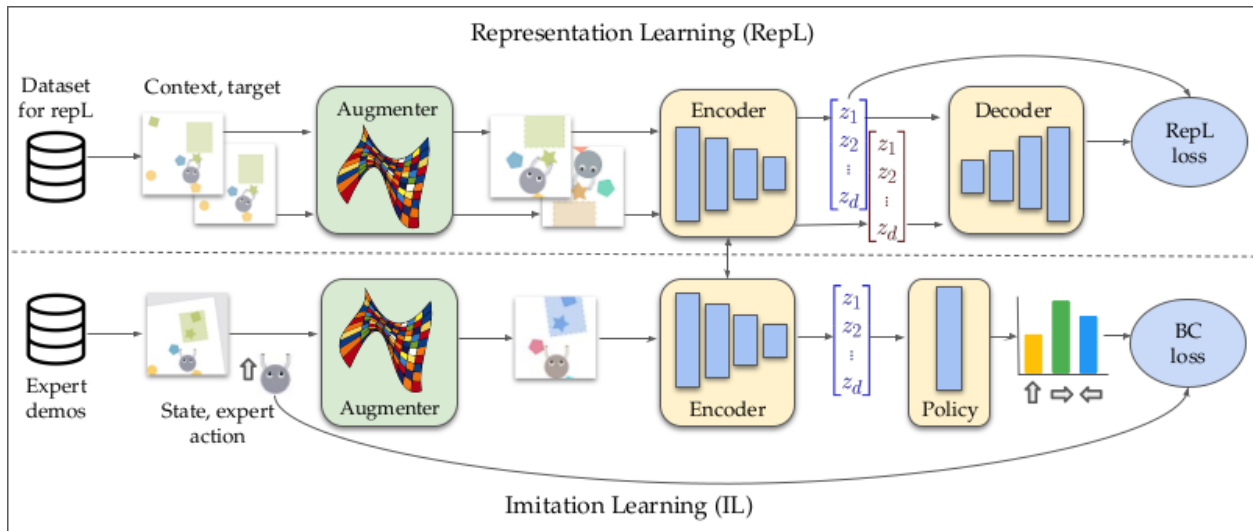 Representation Learning (RepL)
Dataset
for repL
Context, target
Augmenter
Encoder
z1
z2
⋮
zd
z1
z2
⋮
zd
Decoder
RepL
loss
Expert
demos
State, expert
action
Augmenter
Encoder
z1
z2
⋮
zd
Policy
BC
loss
Imitation Learning (IL)